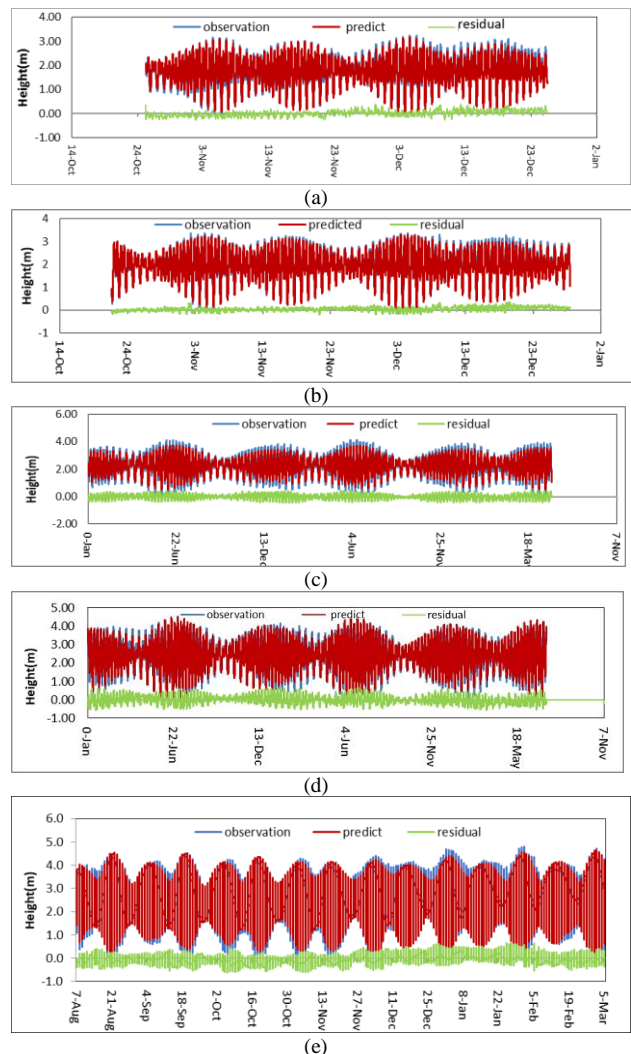 observation predict residual
4.00
3.00
2.00
1.00
0.00
-1.00
Height(m)
14-Oct 24-Oct 3-Nov 13-Nov 23-Nov 3-Dec 13-Dec 23-Dec 2-Jan
(a)
observation predicted residual
4
3
2
1
0
-1
Height(m)
14-Oct 24-Oct 3-Nov 13-Nov 23-Nov 3-Dec 13-Dec 23-Dec 2-Jan
(b)
observation predict residual
6.00
4.00
2.00
0.00
-2.00
Height(m)
0-Jan 22-Jun 13-Dec 4-Jun 25-Nov 18-May 7-Nov
(c)
observation predict residual
5.00
4.00
3.00
2.00
1.00
0.00
-1.00
Height(m)
0-Jan 22-Jun 13-Dec 4-Jun 25-Nov 18-May 7-Nov
(d)
observation predict residual
6.0
5.0
4.0
3.0
2.0
1.0
0.0
-1.0
Height(m)
7-Aug 21-Aug 4-Sep 18-Sep 2-Oct 16-Oct 30-Oct 13-Nov 27-Nov 11-Dec 25-Dec 8-Jan 22-Jan 5-Feb 19-Feb 5-Mar
(e)